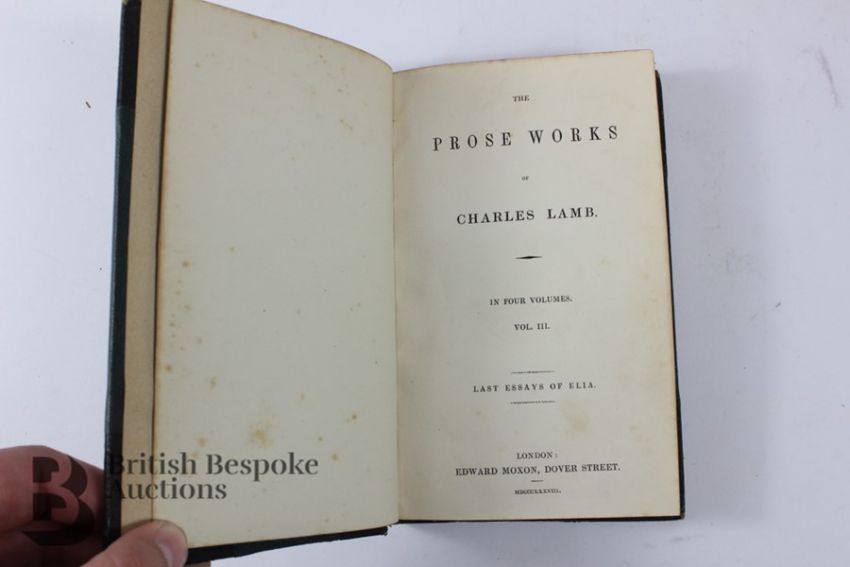 THE
PROSE WORKS
OF
CHARLES LAMB.
IN FOUR VOLUMES.
VOL. III.
LAST ESSAYS OF ELIA.
LONDON:
EDWARD MOXON, DOVER STREET.
MDCCCXXXVIII.
British Bespoke
Auctions